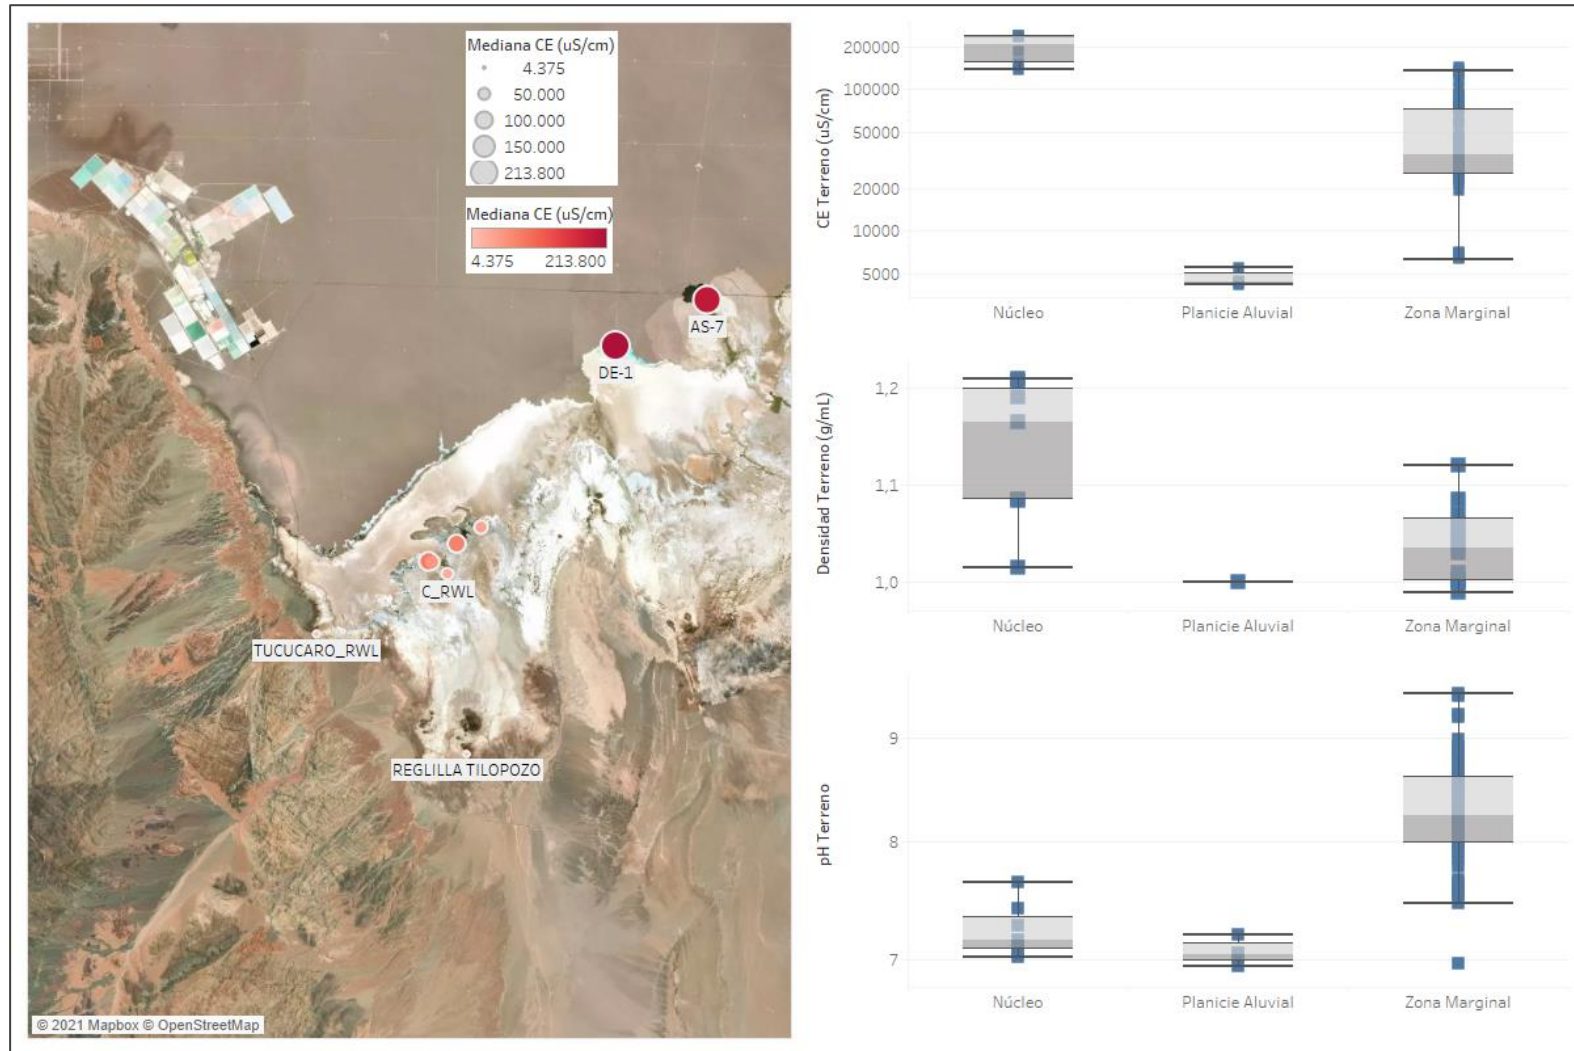 Mediana CE (uS/cm)
4.375
50.000
100.000
150.000
213.800
Mediana CE (uS/cm)
4.375 213.800
AS-7
DE-1
C_RWL
TUCUCARO_RWL
REGLILLA TILOPOZO
© 2021 Mapbox © OpenStreetMap
CE Terreno (uS/cm)
200000
100000
50000
20000
10000
5000
Núcleo Planicie Aluvial Zona Marginal
Densidad Terreno (g/mL)
1,2
1,1
1,0
Núcleo Planicie Aluvial Zona Marginal
pH Terreno
9
8
7
Núcleo Planicie Aluvial Zona Marginal